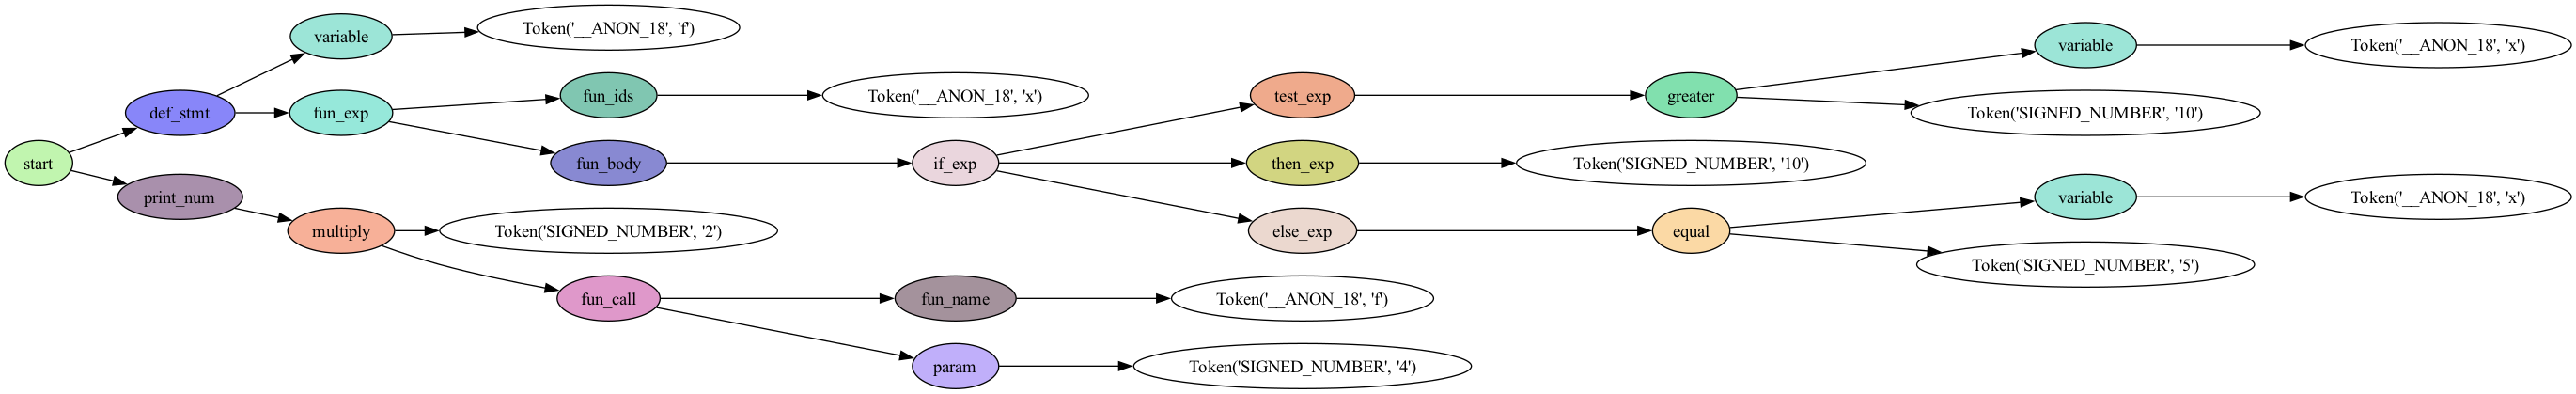 variable
Token('__ANON_18', 'f')
variable
Token('__ANON_18', 'x')
def_stmt
fun_exp
fun_ids
Token('__ANON_18', 'x')
test_exp
greater
Token('SIGNED_NUMBER', '10')
start
fun_body
if_exp
then_exp
Token('SIGNED_NUMBER', '10')
print_num
variable
Token('__ANON_18', 'x')
multiply
Token('SIGNED_NUMBER', '2')
else_exp
equal
Token('SIGNED_NUMBER', '5')
fun_call
fun_name
Token('__ANON_18', 'f')
param
Token('SIGNED_NUMBER', '4')